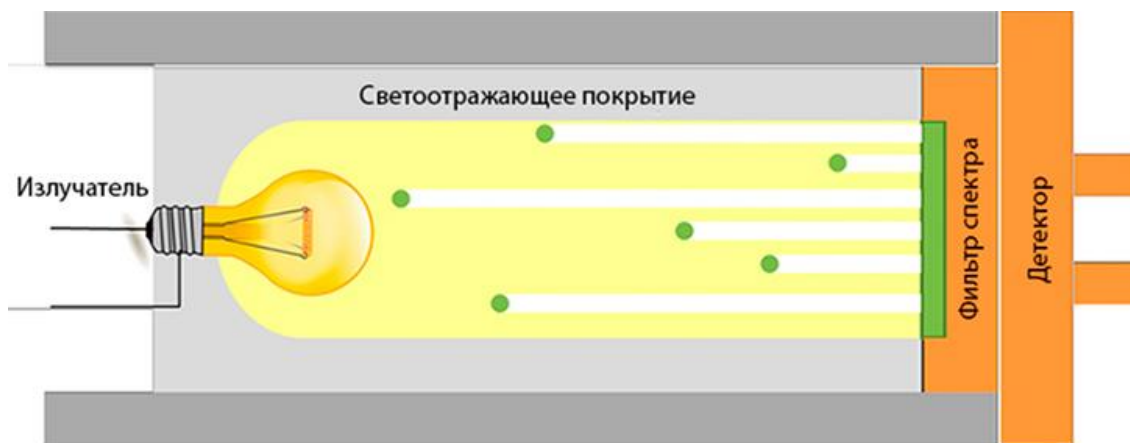 Светоотражающее покрытие
Излучатель
Фильтр спектра
Детектор